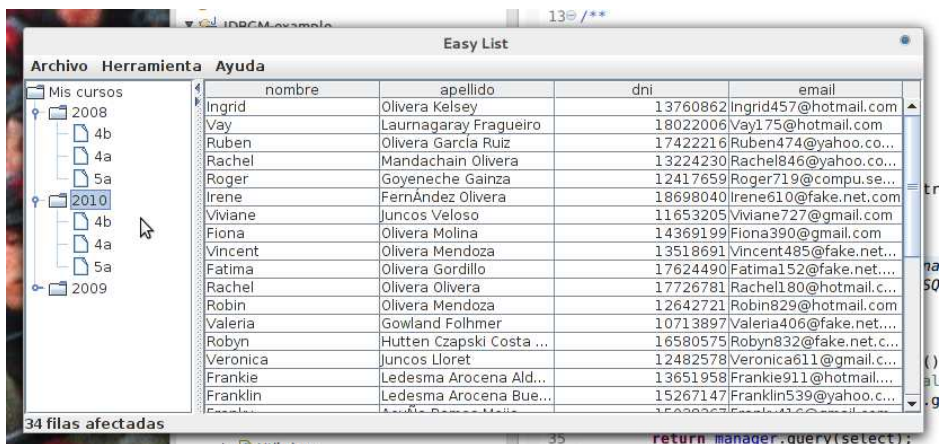 JDBGM-example
13 /**
Easy List
Archivo Herramienta Ayuda
Mis cursos
2008
4b
4a
5a
2010
4b
4a
5a
2009
nombre apellido dni email
Ingrid Olivera Kelsey 13760862 Ingrid457@hotmail.com
Vay Laurnagaray Fragueiro 18022006 Vay175@hotmail.com
Ruben Olivera García Ruiz 17422216 Ruben474@yahoo.co...
Rachel Mandachain Olivera 13224230 Rachel846@yahoo.co...
Roger Goyeneche Gainza 12417659 Roger719@compu.se...
Irene FernÁndez Olivera 18698040 Irene610@fake.net.com
Viviane Juncos Veloso 11653205 Viviane727@gmail.com
Fiona Olivera Molina 14369199 Fiona390@gmail.com
Vincent Olivera Mendoza 13518691 Vincent485@fake.net...
Fatima Olivera Gordillo 17624490 Fatima152@fake.net....
Rachel Olivera Olivera 17726781 Rachel180@hotmail.c...
Robin Olivera Mendoza 12642721 Robin829@hotmail.com
Valeria Gowland Folhmer 10713897 Valeria406@fake.net....
Robyn Hutten Czapski Costa ... 16580575 Robyn832@fake.net.c...
Veronica Juncos Lloret 12482578 Veronica611@gmail.c...
Frankie Ledesma Arocena Ald... 13651958 Frankie911@hotmail....
Franklin Ledesma Arocena Bue... 15267147 Franklin539@yahoo.c...
34 filas afectadas
35 return manager.query(select);